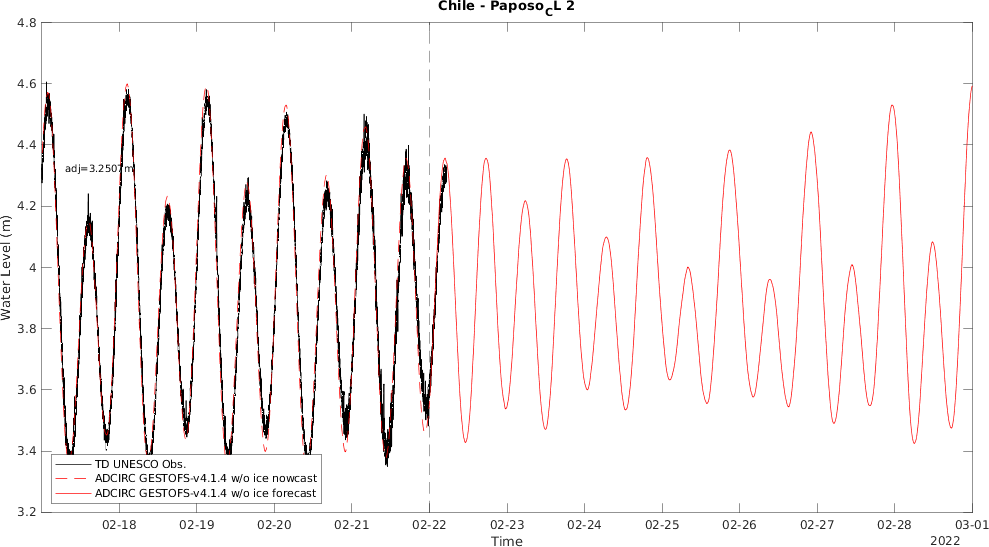 Chile - PaposoCL 2
4.8
4.6
4.4
4.2
4
3.8
3.6
3.4
3.2
Water Level (m)
adj=3.2507m
TD UNESCO Obs.
ADCIRC GESTOFS-v4.1.4 w/o ice nowcast
ADCIRC GESTOFS-v4.1.4 w/o ice forecast
02-18 02-19 02-20 02-21 02-22 02-23 02-24 02-25 02-26 02-27 02-28 03-01
Time
2022